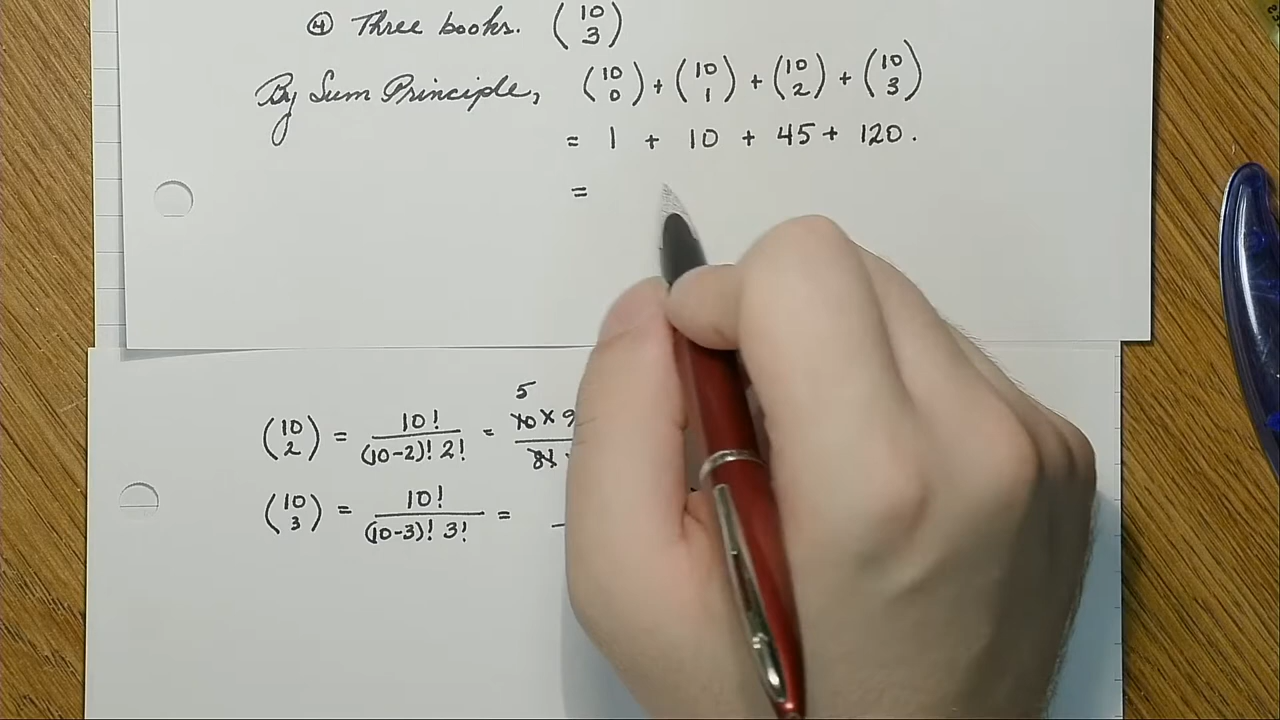 ④ Three books. (10 3)
By Sum Principle, (10 0) + (10 1) + (10 2) + (10 3)
= 1 + 10 + 45 + 120.
=
5
(10 2) = 10! / (10-2)! 2! = 10 × 9
8!
(10 3) = 10! / (10-3)! 3! =